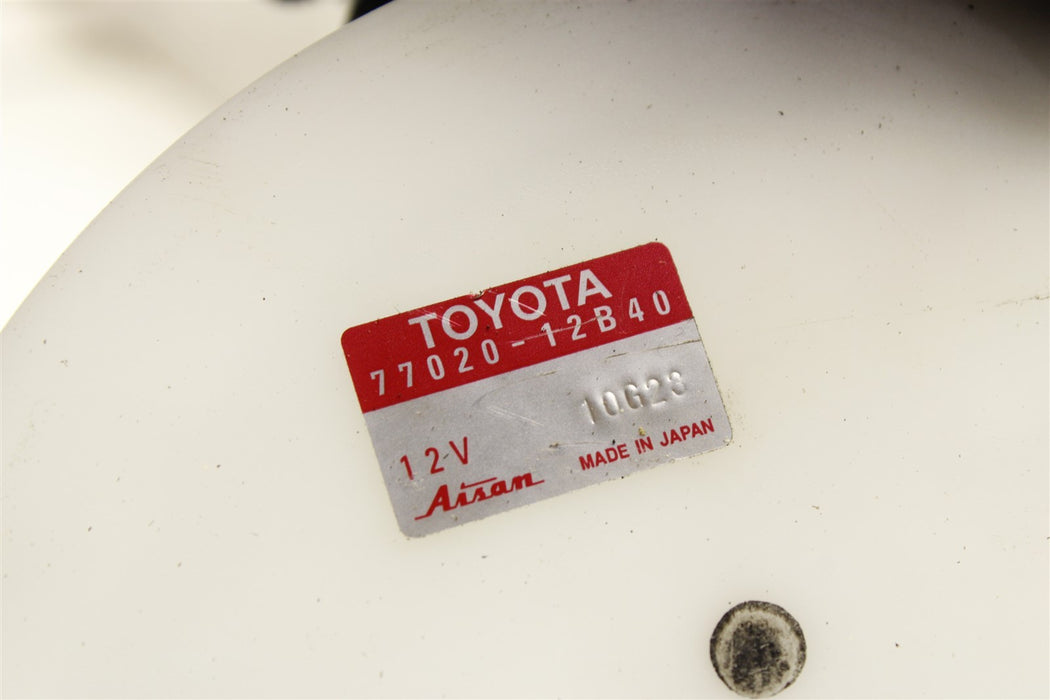 TOYOTA
77020-12B40
10G28
12V
Aisan
MADE IN JAPAN